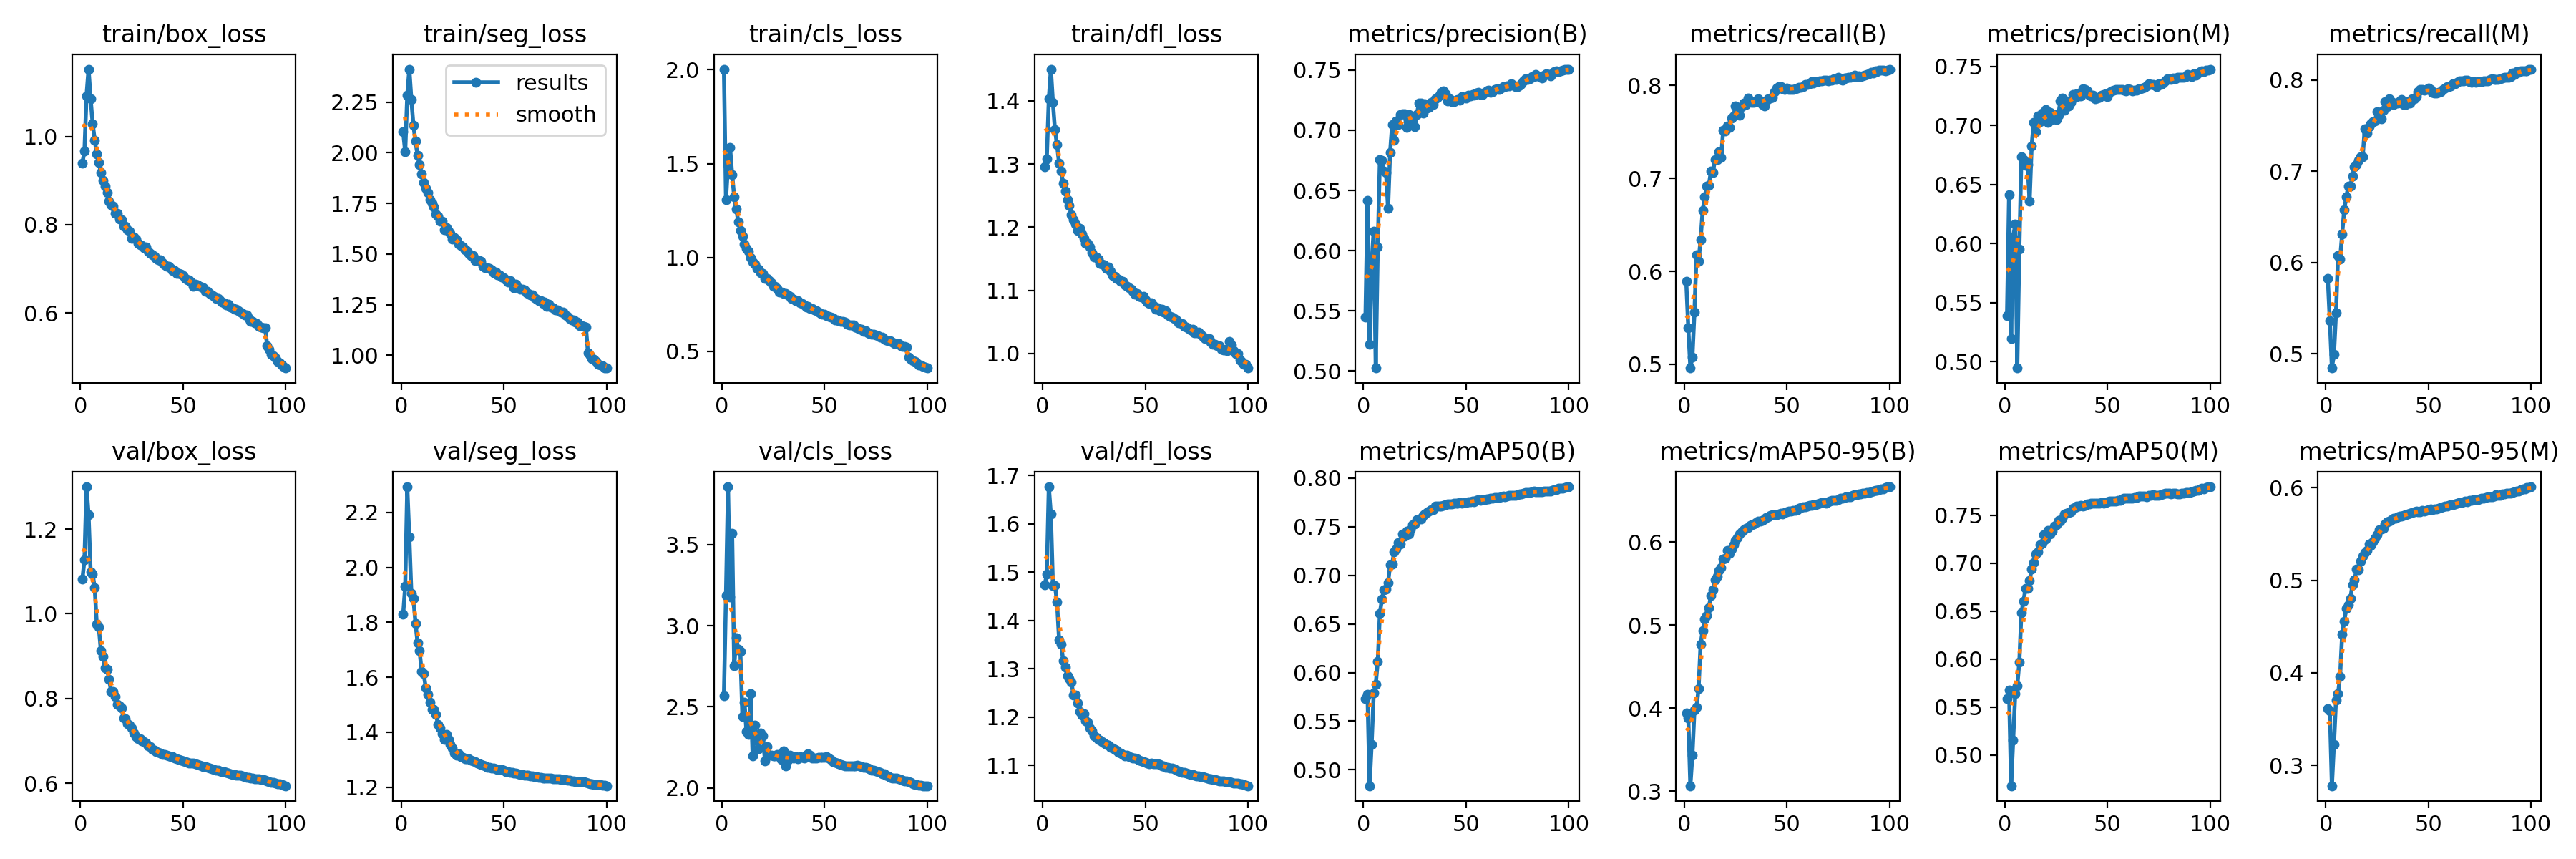 train/box_loss
train/seg_loss
train/cls_loss
train/dfl_loss
metrics/precision(B)
metrics/recall(B)
metrics/precision(M)
metrics/recall(M)
1.0
0.8
0.6
0 50 100
results
smooth
2.25
2.00
1.75
1.50
1.25
1.00
0 50 100
2.0
1.5
1.0
0.5
0 50 100
1.4
1.3
1.2
1.1
1.0
0 50 100
0.75
0.70
0.65
0.60
0.55
0.50
0 50 100
0.8
0.7
0.6
0.5
0 50 100
0.75
0.70
0.65
0.60
0.55
0.50
0 50 100
0.8
0.7
0.6
0.5
0 50 100
val/box_loss
val/seg_loss
val/cls_loss
val/dfl_loss
metrics/mAP50(B)
metrics/mAP50-95(B)
metrics/mAP50(M)
metrics/mAP50-95(M)
1.2
1.0
0.8
0.6
0 50 100
2.2
2.0
1.8
1.6
1.4
1.2
0 50 100
3.5
3.0
2.5
2.0
0 50 100
1.7
1.6
1.5
1.4
1.3
1.2
1.1
0 50 100
0.80
0.75
0.70
0.65
0.60
0.55
0.50
0 50 100
0.6
0.5
0.4
0.3
0 50 100
0.75
0.70
0.65
0.60
0.55
0.50
0 50 100
0.6
0.5
0.4
0.3
0 50 100